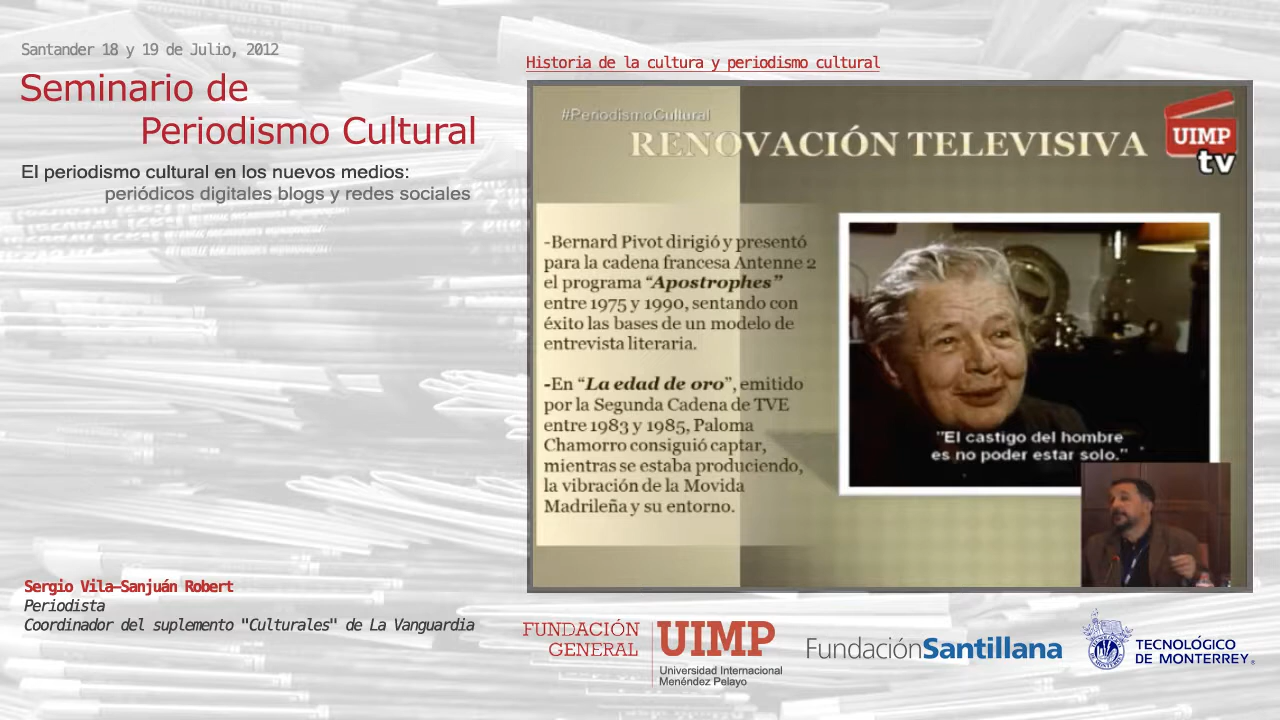 Santander 18 y 19 de Julio, 2012
Seminario de
Periodismo Cultural
El periodismo cultural en los nuevos medios:
periódicos digitales blogs y redes sociales
Historia de la cultura y periodismo cultural
#PeriodismoCultural
RENOVACIÓN TELEVISIVA
UIMP
tv
-Bernard Pivot dirigió y presentó
para la cadena francesa Antenne 2
el programa “Apostrophes”
entre 1975 y 1990, sentando con
éxito las bases de un modelo de
entrevista literaria.
-En “La edad de oro”, emitido
por la Segunda Cadena de TVE
entre 1983 y 1985, Paloma
Chamorro consiguió captar,
mientras se estaba produciendo,
la vibración de la Movida
Madrileña y su entorno.
"El castigo del hombre
es no poder estar solo."
Sergio Vila-Sanjuán Robert
Periodista
Coordinador del suplemento "Culturales" de La Vanguardia
FUNDACIÓN
GENERAL
UIMP
Universidad Internacional
Menéndez Pelayo
FundaciónSantillana
TECNOLÓGICO
DE MONTERREY®